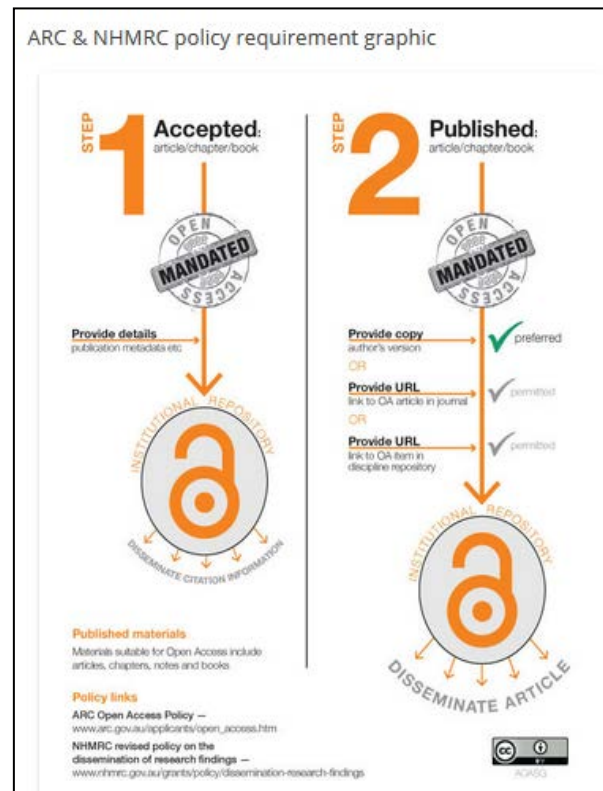 ARC & NHMRC policy requirement graphic
STEP
1
Accepted:
article/chapter/book
OPEN
MANDATED
ACCESS
Provide details
publication metadata etc
INSTITUTIONAL REPOSITORY
DISSEMINATE CITATION INFORMATION
Published materials
Materials suitable for Open Access include
articles, chapters, notes and books
Policy links
ARC Open Access Policy —
www.arc.gov.au/applicants/open_access.htm
NHMRC revised policy on the
dissemination of research findings —
www.nhmrc.gov.au/grants/policy/dissemination-research-findings
STEP
2
Published:
article/chapter/book
OPEN
MANDATED
ACCESS
Provide copy
author's version
preferred
OR
Provide URL
link to OA article in journal
permitted
OR
Provide URL
link to OA item in
discipline repository
permitted
INSTITUTIONAL REPOSITORY
DISSEMINATE ARTICLE
cc
BY
AOASG